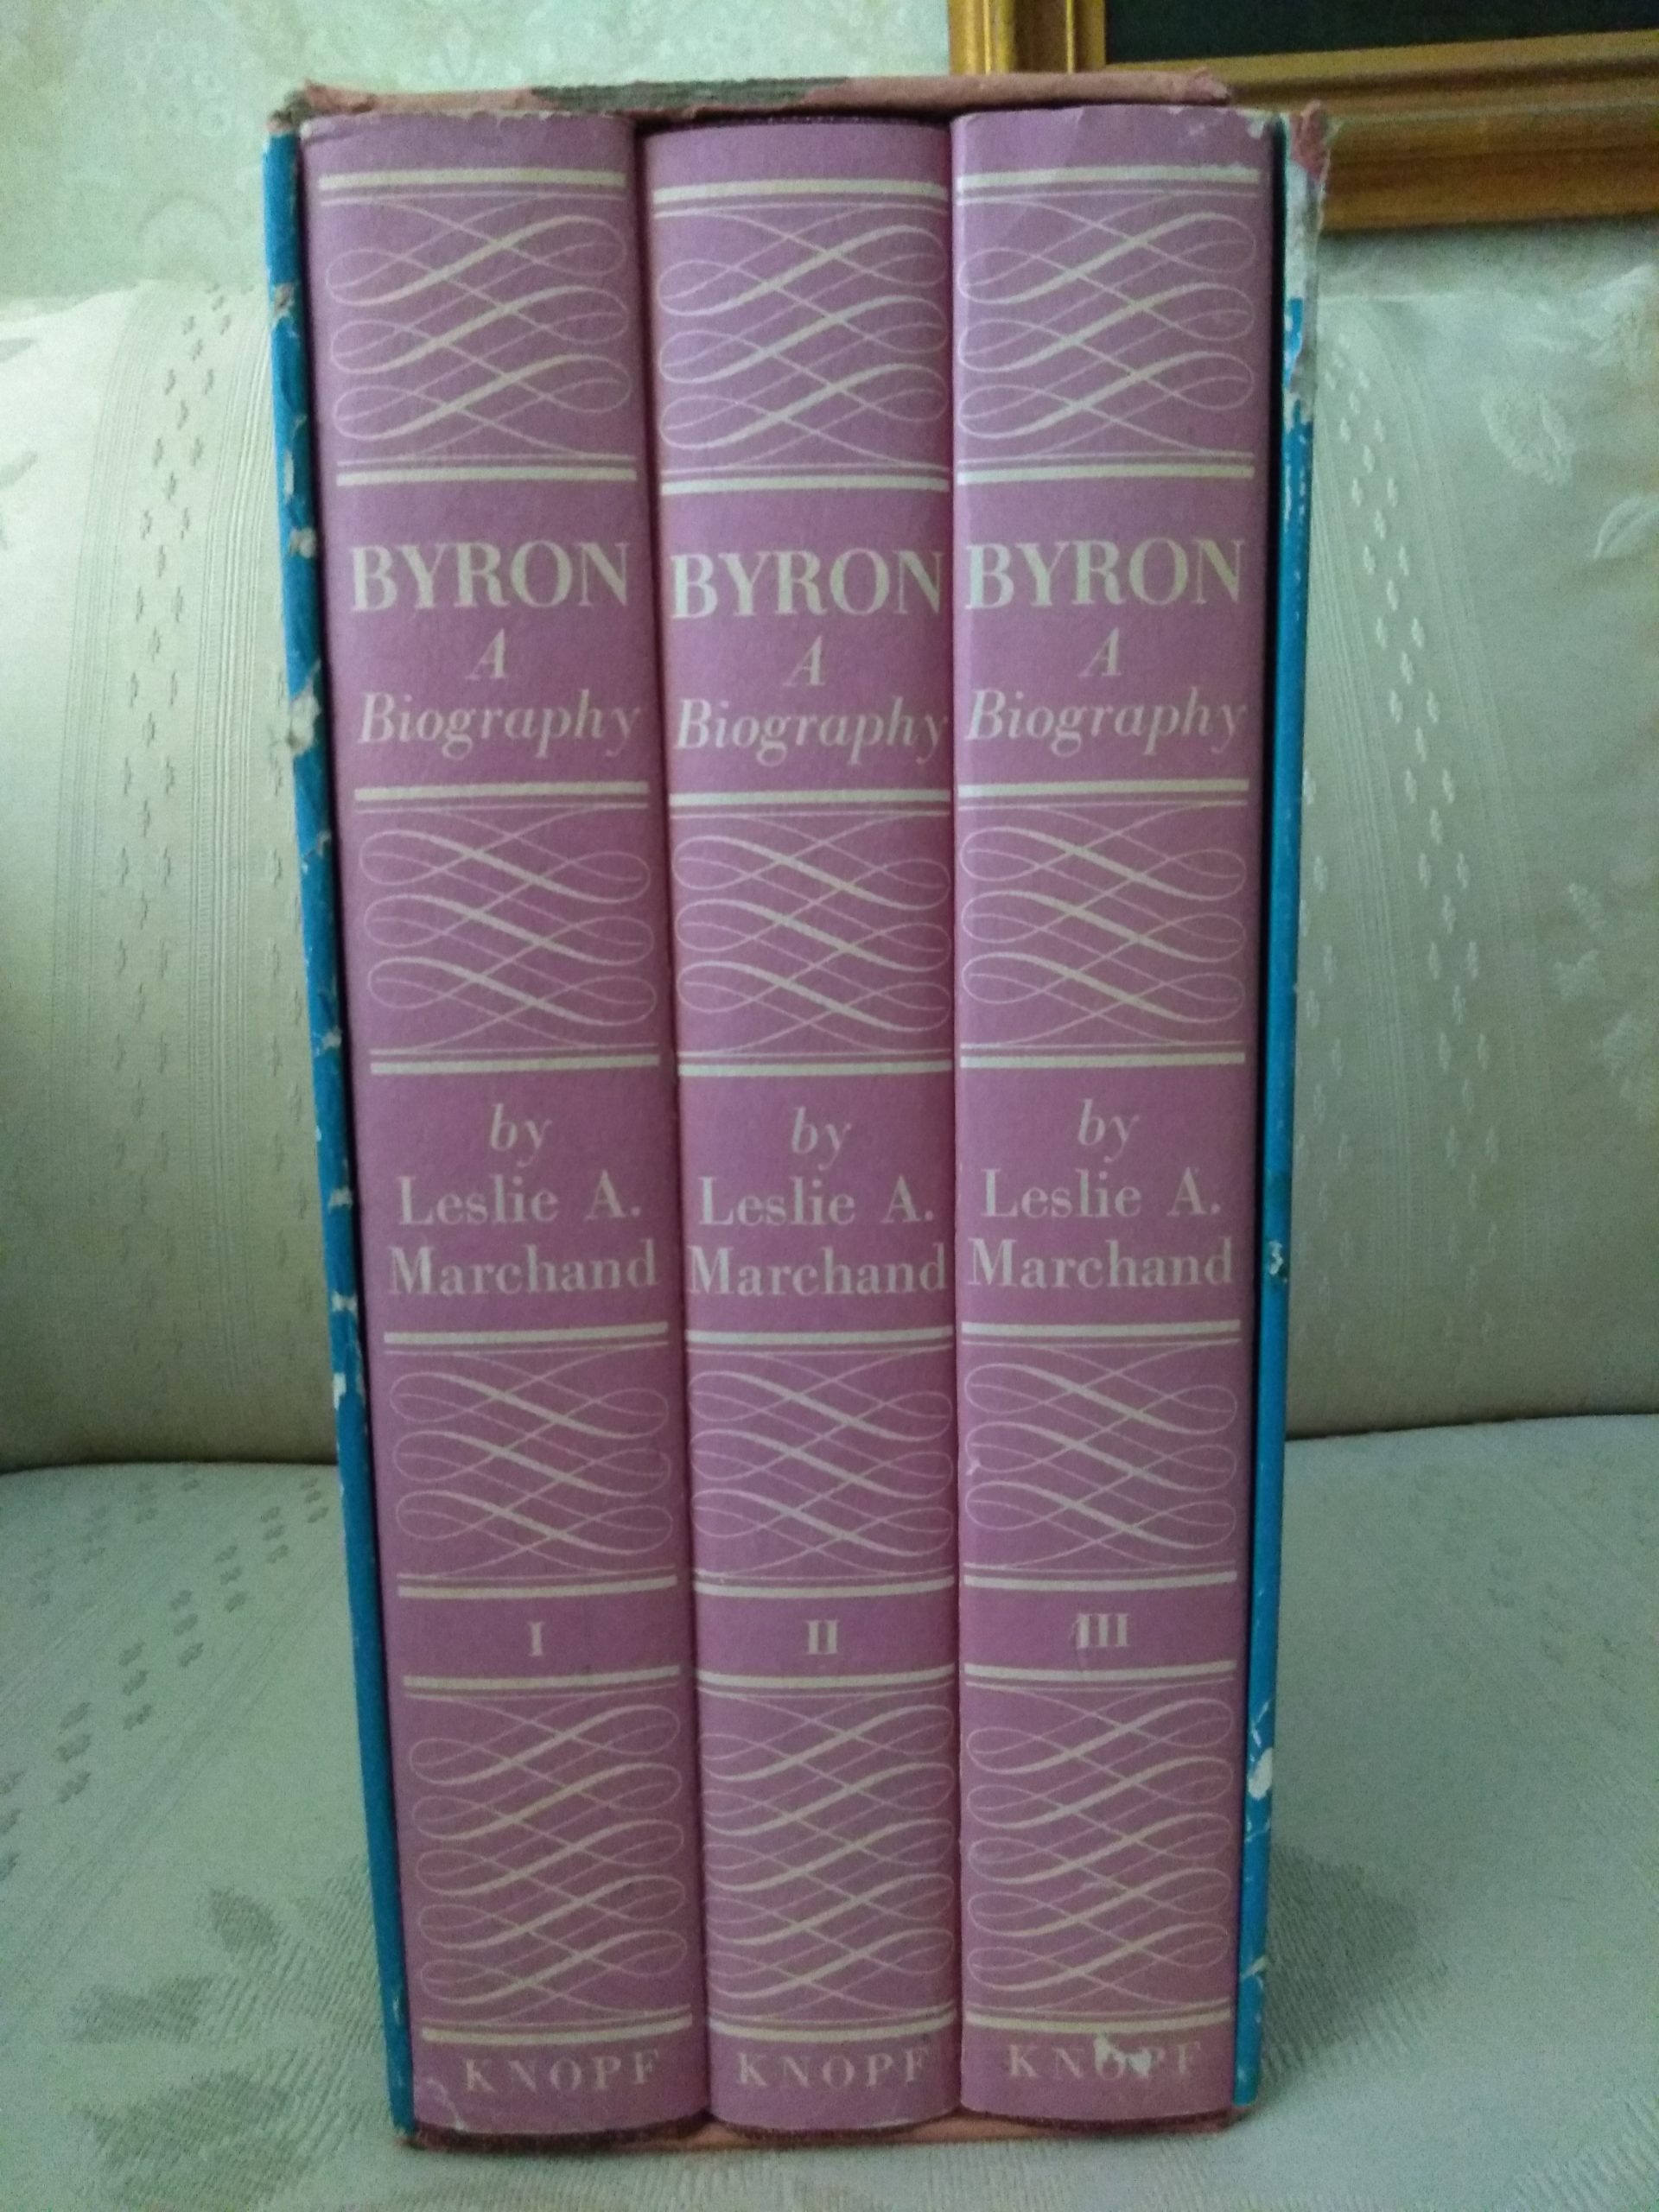 BYRON
A
Biography
by
Leslie A.
Marchand
I
KNOPF
BYRON
A
Biography
by
Leslie A.
Marchand
II
KNOPF
BYRON
A
Biography
by
Leslie A.
Marchand
III
KNOPF